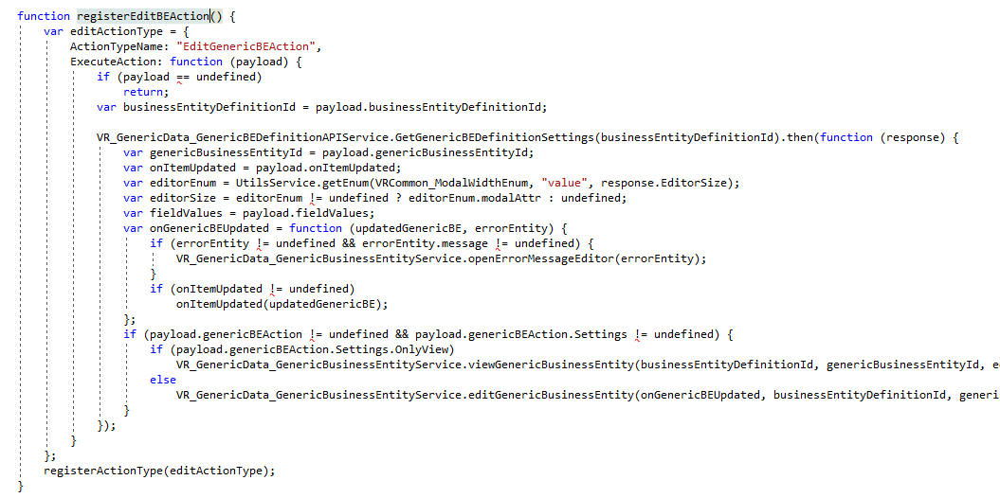 function registerEditBEAction() {
var editActionType = {
ActionTypeName: "EditGenericBEAction",
ExecuteAction: function (payload) {
if (payload == undefined)
return;
var businessEntityDefinitionId = payload.businessEntityDefinitionId;
VR_GenericData_GenericBEDefinitionAPIService.GetGenericBEDefinitionSettings(businessEntityDefinitionId).then(function (response) {
var genericBusinessEntityId = payload.genericBusinessEntityId;
var onItemUpdated = payload.onItemUpdated;
var editorEnum = UtilsService.getEnum(VRCommon_ModalWidthEnum, "value", response.EditorSize);
var editorSize = editorEnum != undefined ? editorEnum.modalAttr : undefined;
var fieldValues = payload.fieldValues;
var onGenericBEUpdated = function (updatedGenericBE, errorEntity) {
if (errorEntity != undefined && errorEntity.message != undefined) {
VR_GenericData_GenericBusinessEntityService.openErrorMessageEditor(errorEntity);
}
if (onItemUpdated != undefined)
onItemUpdated(updatedGenericBE);
};
if (payload.genericBEAction != undefined && payload.genericBEAction.Settings != undefined) {
if (payload.genericBEAction.Settings.OnlyView)
VR_GenericData_GenericBusinessEntityService.viewGenericBusinessEntity(businessEntityDefinitionId, genericBusinessEntityId, e
else
VR_GenericData_GenericBusinessEntityService.editGenericBusinessEntity(onGenericBEUpdated, businessEntityDefinitionId, generi
}
});
}
};
registerActionType(editActionType);
}